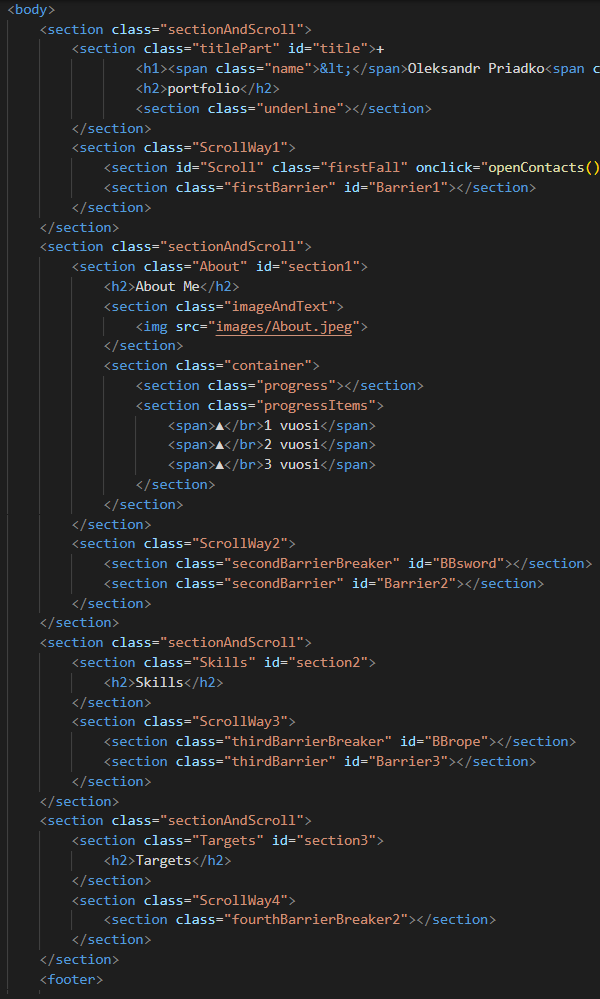 <body>
<section class="sectionAndScroll">
<section class="titlePart" id="title">+
<h1><span class="name">&lt;</span>Oleksandr Priadko<span c
<h2>portfolio</h2>
<section class="underLine"></section>
</section>
<section class="ScrollWay1">
<section id="Scroll" class="firstFall" onclick="openContacts()
<section class="firstBarrier" id="Barrier1"></section>
</section>
</section>
<section class="sectionAndScroll">
<section class="About" id="section1">
<h2>About Me</h2>
<section class="imageAndText">
<img src="images/About.jpeg">
</section>
<section class="container">
<section class="progress"></section>
<section class="progressItems">
<span>▲</br>1 vuosi</span>
<span>▲</br>2 vuosi</span>
<span>▲</br>3 vuosi</span>
</section>
</section>
</section>
<section class="ScrollWay2">
<section class="secondBarrierBreaker" id="BBsword"></section>
<section class="secondBarrier" id="Barrier2"></section>
</section>
</section>
<section class="sectionAndScroll">
<section class="Skills" id="section2">
<h2>Skills</h2>
</section>
<section class="ScrollWay3">
<section class="thirdBarrierBreaker" id="BBrope"></section>
<section class="thirdBarrier" id="Barrier3"></section>
</section>
</section>
<section class="sectionAndScroll">
<section class="Targets" id="section3">
<h2>Targets</h2>
</section>
<section class="ScrollWay4">
<section class="fourthBarrierBreaker2"></section>
</section>
</section>
<footer>